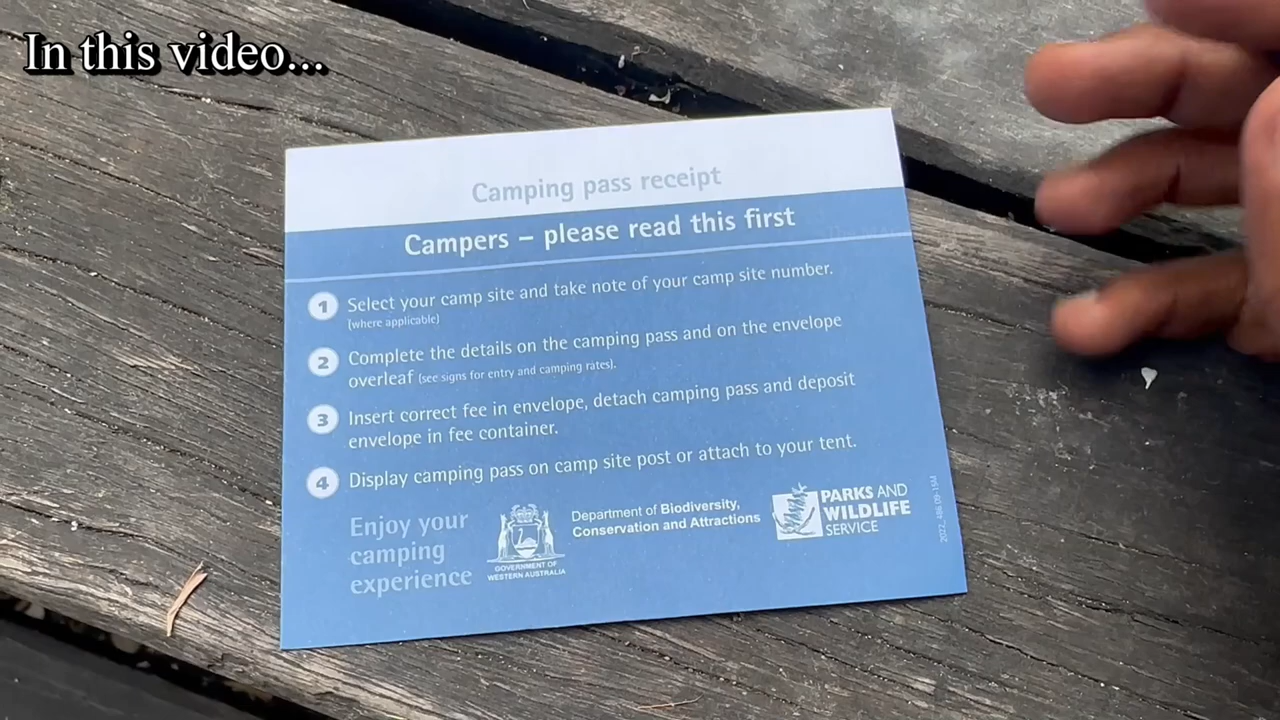 In this video...
Camping pass receipt
Campers – please read this first
1 Select your camp site and take note of your camp site number.
(where applicable)
2 Complete the details on the camping pass and on the envelope
overleaf (see signs for entry and camping rates).
3 Insert correct fee in envelope, detach camping pass and deposit
envelope in fee container.
4 Display camping pass on camp site post or attach to your tent.
Enjoy your
camping
experience
GOVERNMENT OF
WESTERN AUSTRALIA
Department of Biodiversity,
Conservation and Attractions
PARKS AND
WILDLIFE
SERVICE